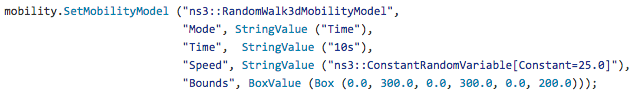 mobility.SetMobilityModel ("ns3::RandomWalk3dMobilityModel",
"Mode", StringValue ("Time"),
"Time",  StringValue ("10s"),
"Speed", StringValue ("ns3::ConstantRandomVariable[Constant=25.0]"),
"Bounds", BoxValue (Box (0.0, 300.0, 0.0, 300.0, 0.0, 200.0)));